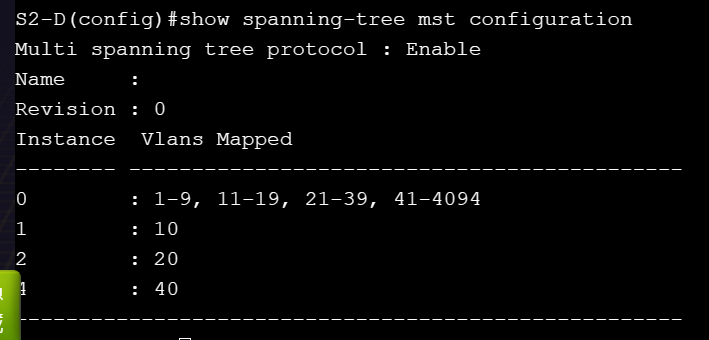 S2-D(config)#show spanning-tree mst configuration
Multi spanning tree protocol : Enable
Name     :
Revision : 0
Instance  Vlans Mapped
-------- -------------------------------------------
0        : 1-9, 11-19, 21-39, 41-4094
1        : 10
2        : 20
4        : 40
----------------------------------------------------